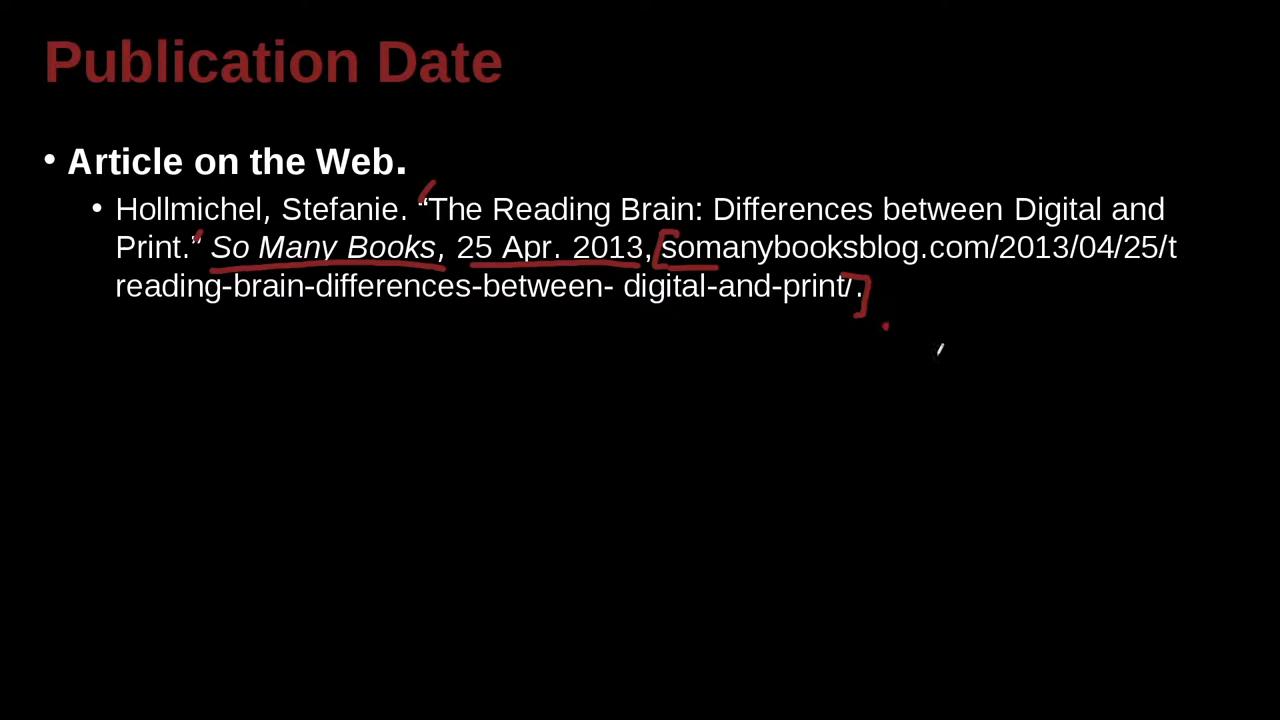 Publication Date
• Article on the Web.
• Hollmichel, Stefanie. “The Reading Brain: Differences between Digital and
Print.” So Many Books, 25 Apr. 2013, somanybooksblog.com/2013/04/25/t
reading-brain-differences-between- digital-and-print/.